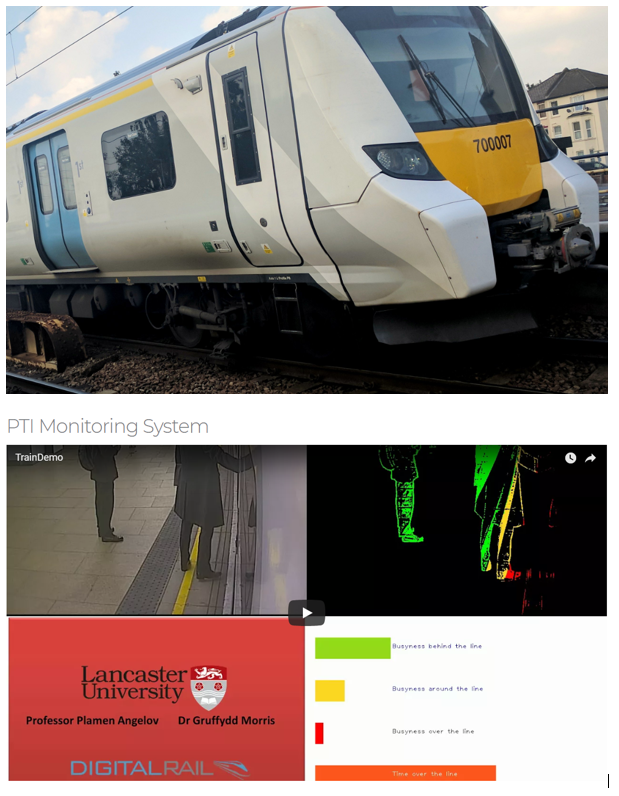 700007
PTI Monitoring System
TrainDemo
Lancaster
University
Professor Plamen Angelov Dr Gruffydd Morris
DIGITALRAIL
Busyness behind the line
Busyness around the line
Busyness over the line
Time over the line